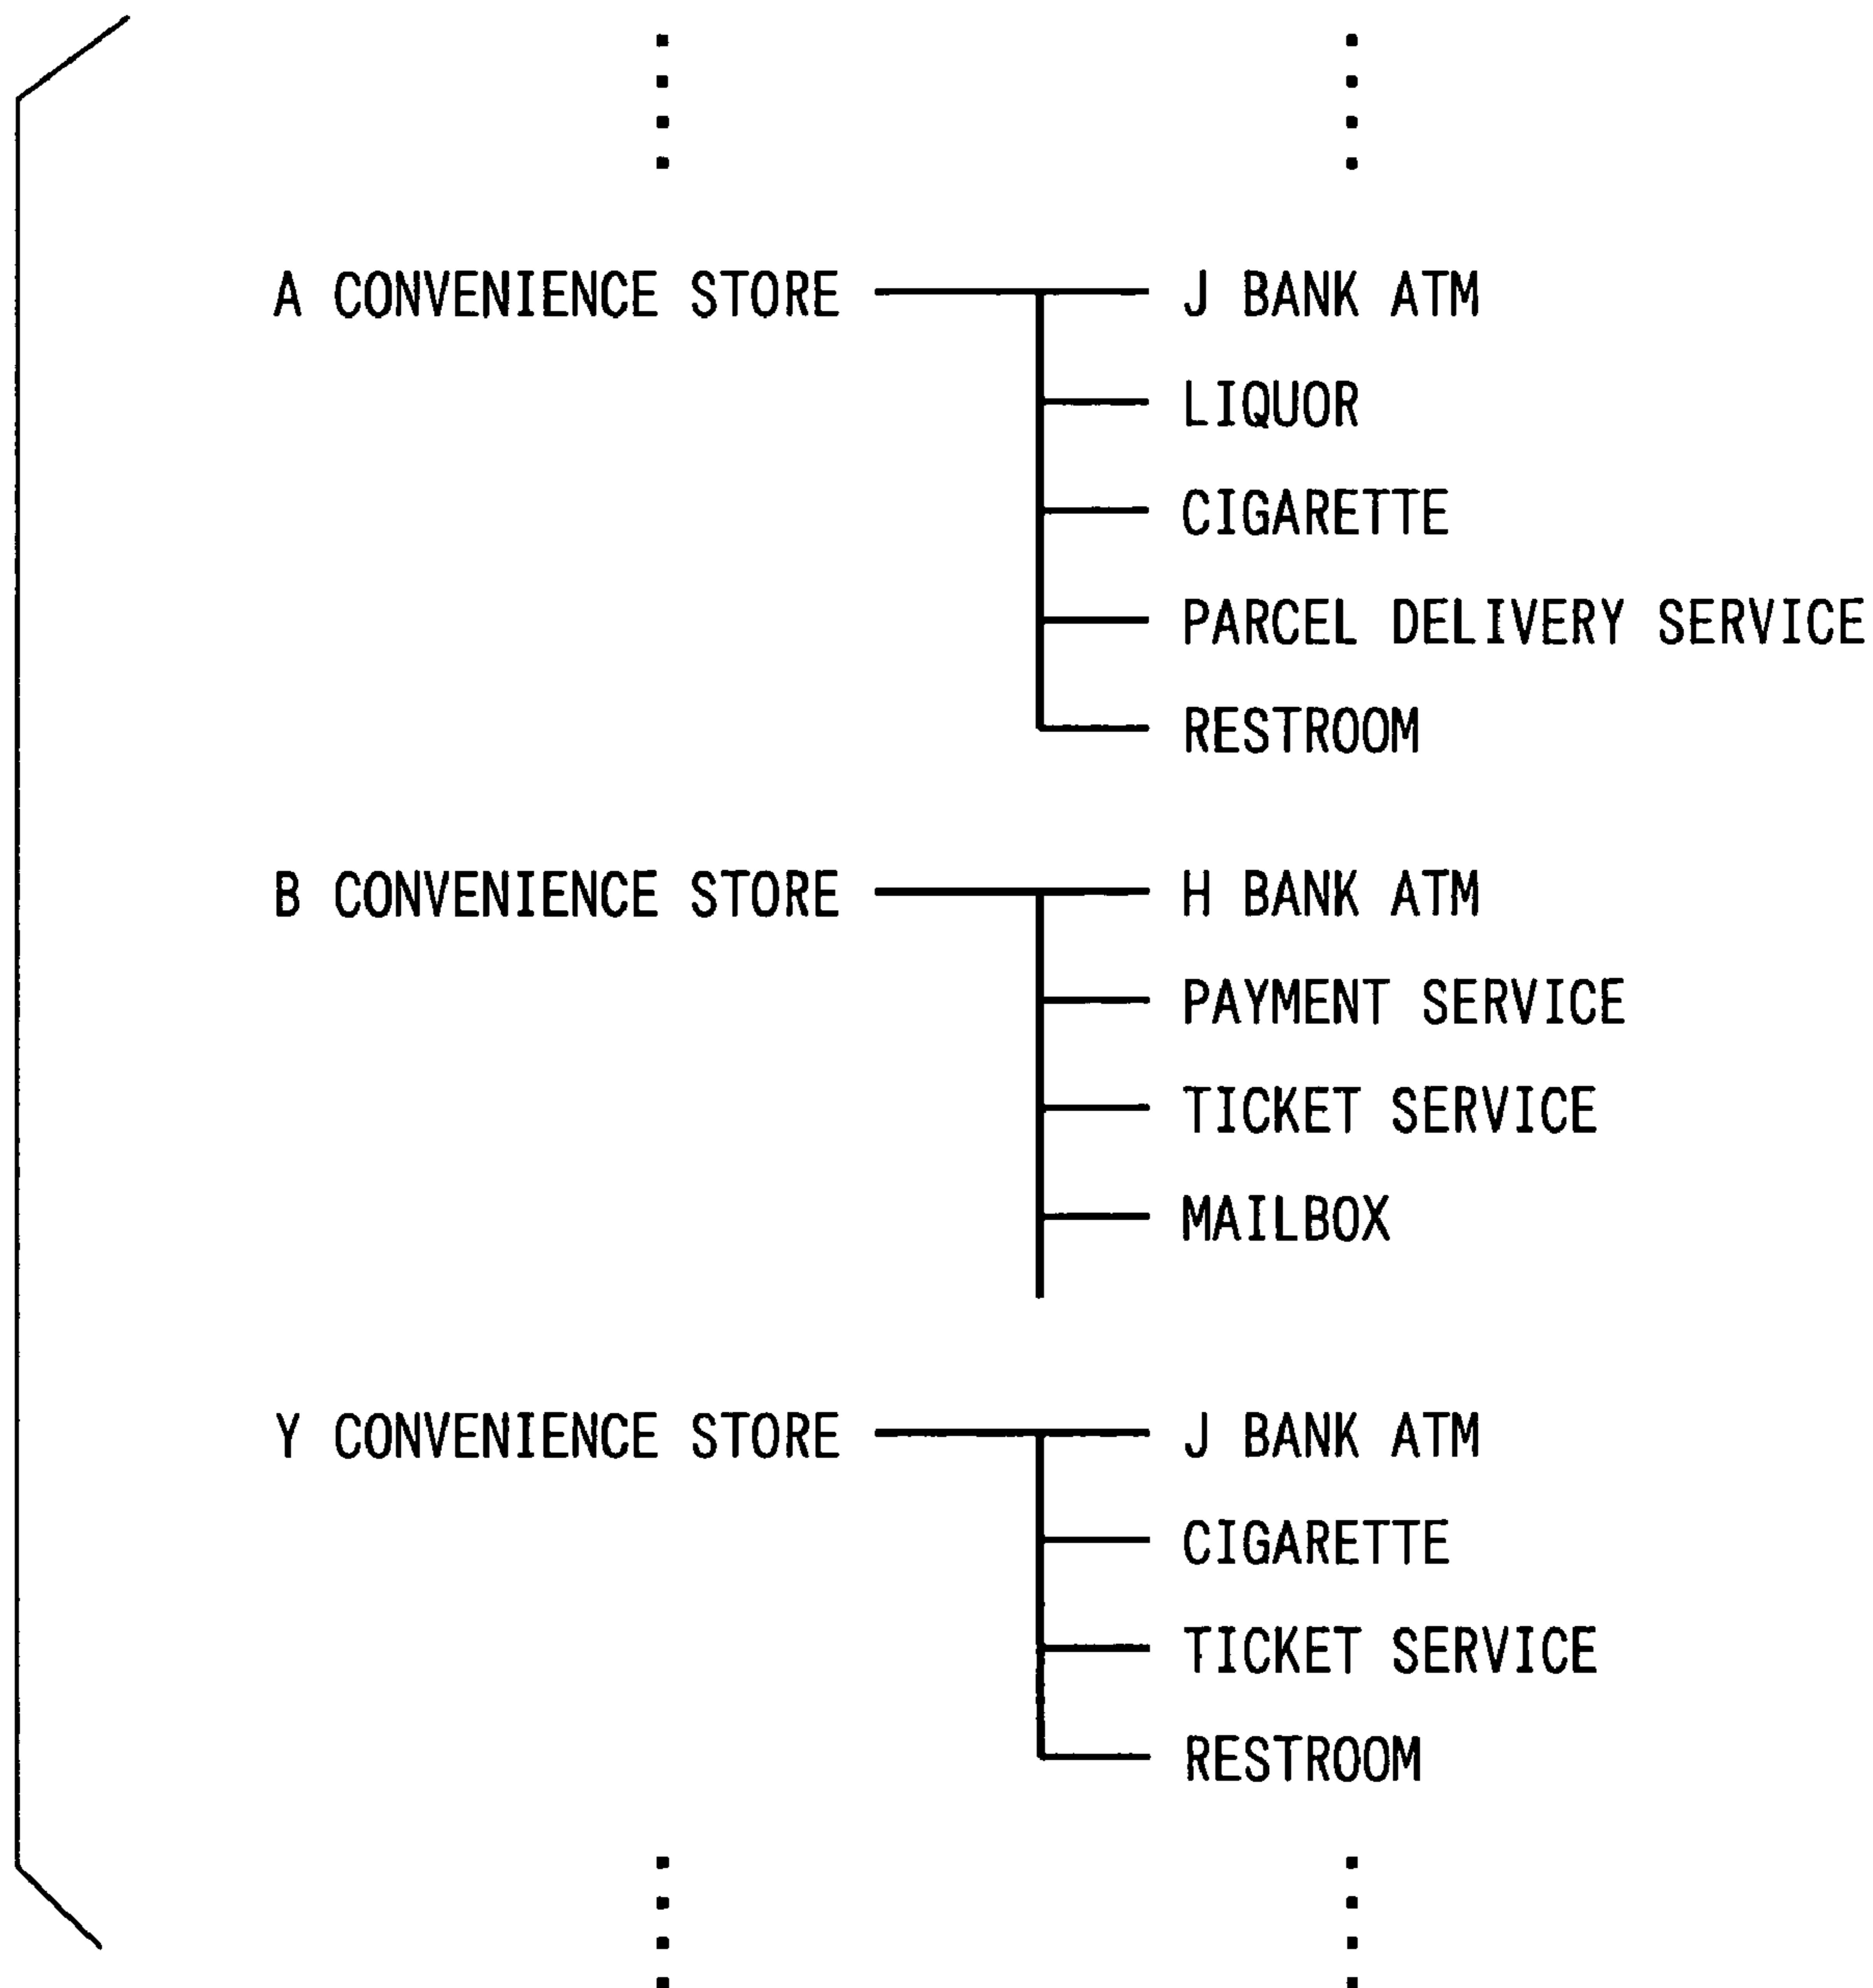 A CONVENIENCE STORE J BANK ATM
LIQUOR
CIGARETTE
PARCEL DELIVERY SERVICE
RESTROOM
B CONVENIENCE STORE H BANK ATM
PAYMENT SERVICE
TICKET SERVICE
MAILBOX
Y CONVENIENCE STORE J BANK ATM
CIGARETTE
TICKET SERVICE
RESTROOM